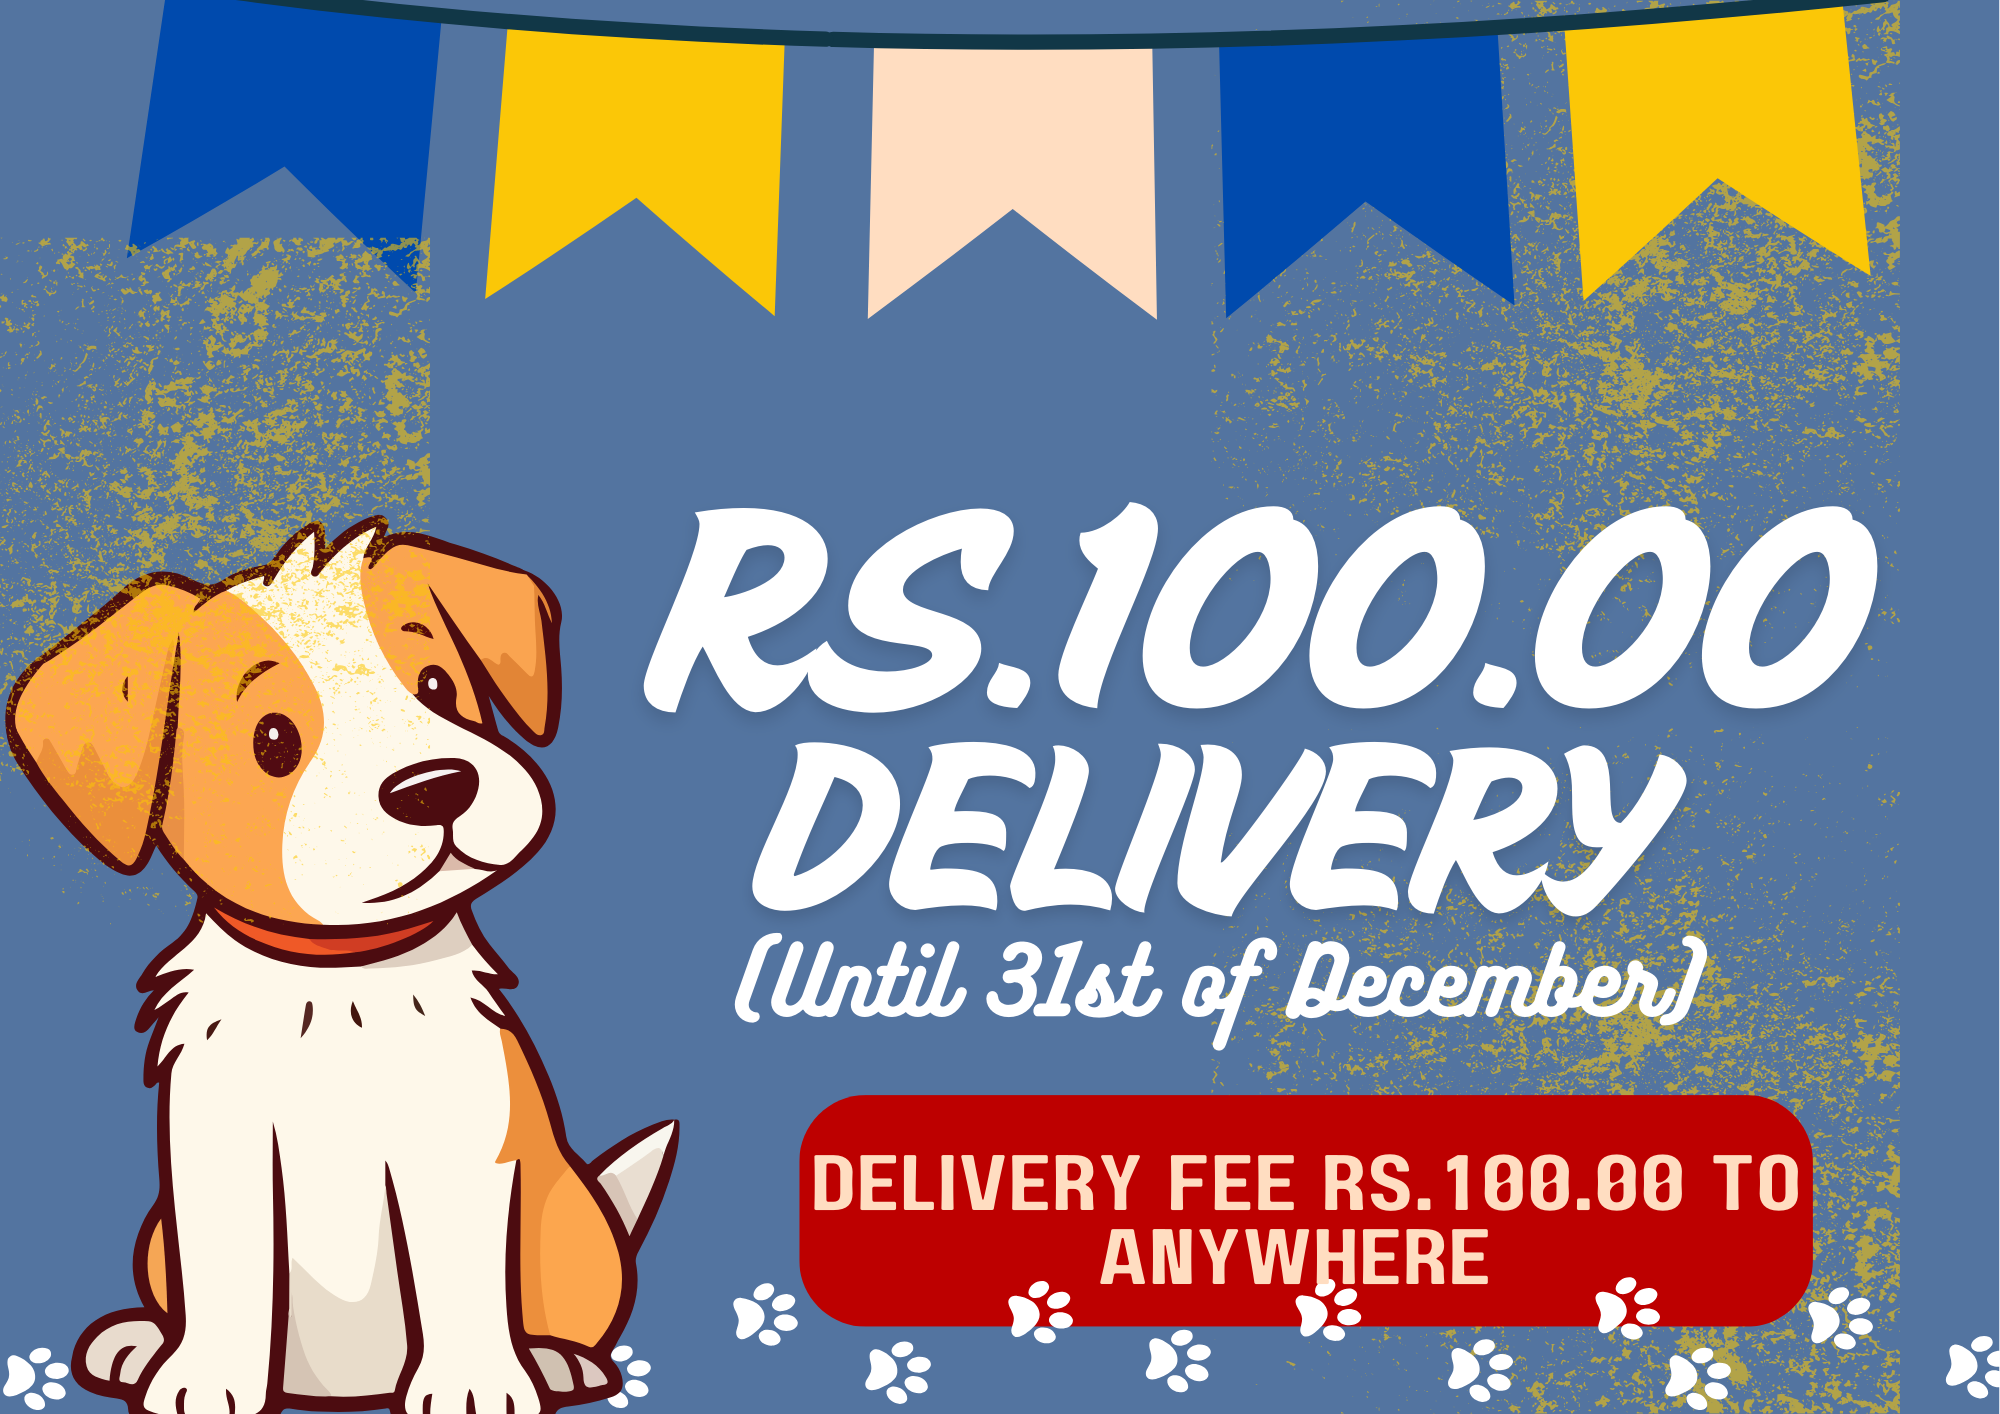 RS.100.00
DELIVERY
(Until 31st of December)
DELIVERY FEE RS.100.00 TO
ANYWHERE